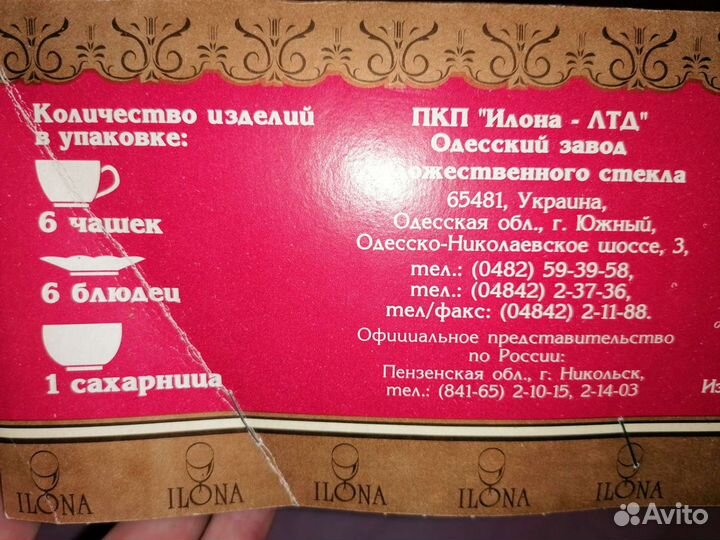 Количество изделий
в упаковке:
6 чашек
6 блюдец
1 сахарница
ПКП "Илона - ЛТД"
Одесский завод
ожественного стекла
65481, Украина,
Одесская обл., г. Южный,
Одесско-Николаевское шоссе, 3,
тел.: (0482) 59-39-58,
тел.: (04842) 2-37-36,
тел/факс: (04842) 2-11-88.
Официальное представительство
по России:
Пензенская обл., г. Никольск,
тел.: (841-65) 2-10-15, 2-14-03
Из
ILONA ILONA ILONA ILONA ILONA
Avito